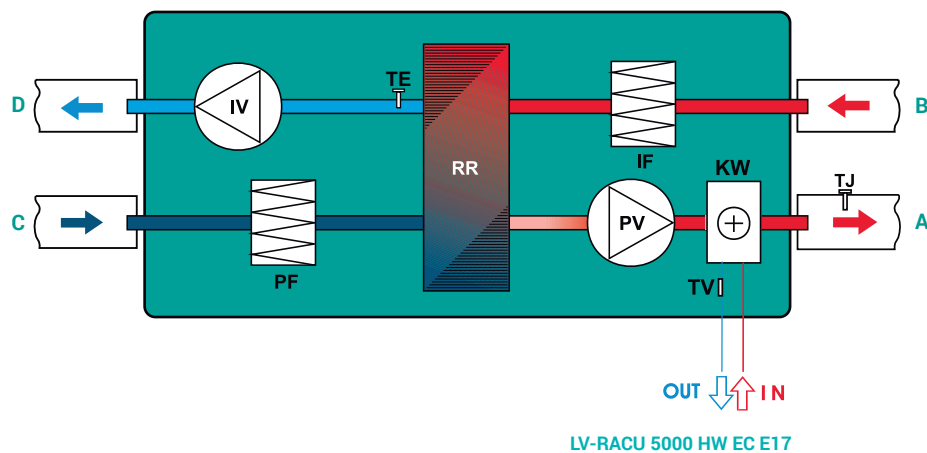 D
IV
TE
B
IF
RR
KW
TJ
C
PF
PV
A
TV
OUT
IN
LV-RACU 5000 HW EC E17